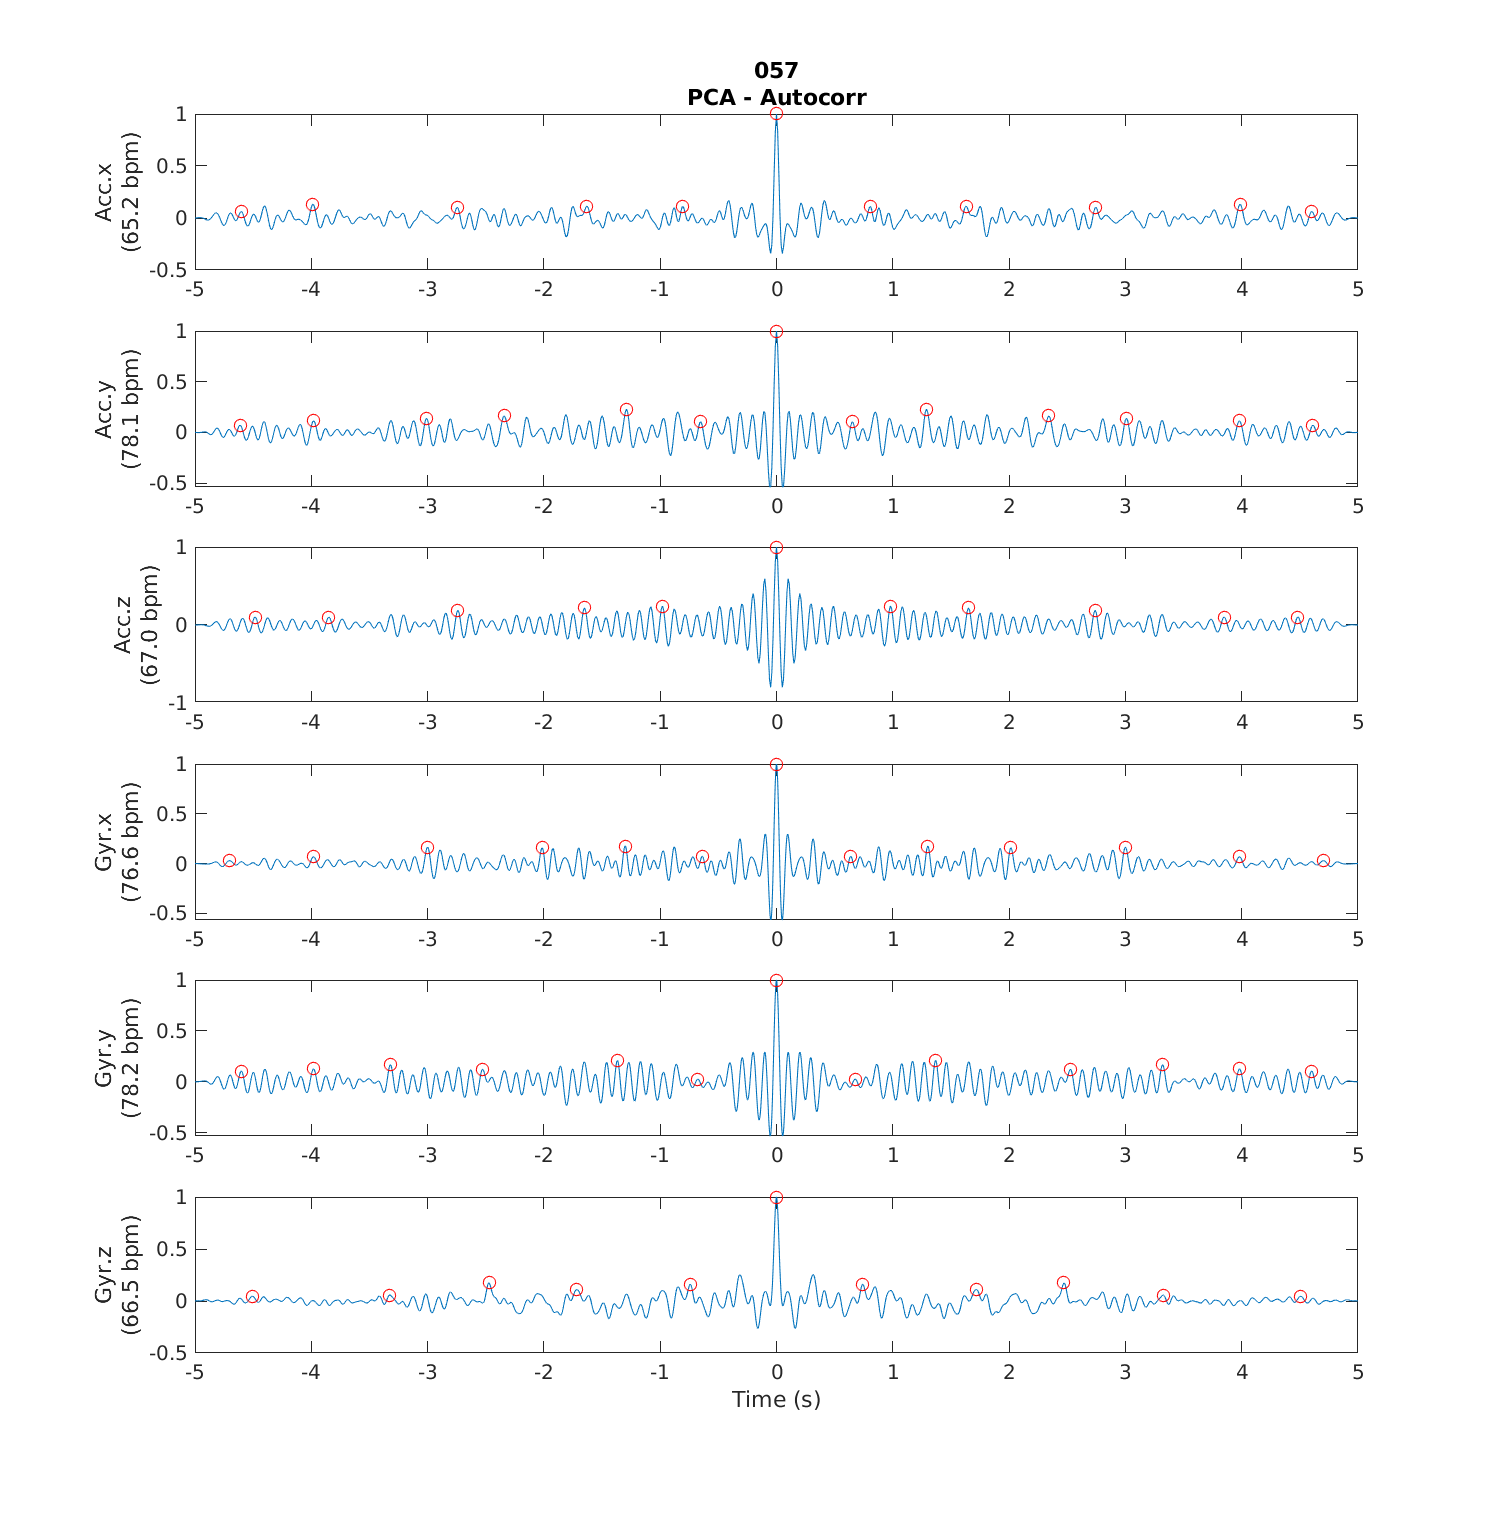 057
PCA - Autocorr
Acc.x
(65.2 bpm)
1
0.5
0
-0.5
-5 -4 -3 -2 -1 0 1 2 3 4 5
Acc.y
(78.1 bpm)
1
0.5
0
-0.5
-5 -4 -3 -2 -1 0 1 2 3 4 5
Acc.z
(67.0 bpm)
1
0
-1
-5 -4 -3 -2 -1 0 1 2 3 4 5
Gyr.x
(76.6 bpm)
1
0.5
0
-0.5
-5 -4 -3 -2 -1 0 1 2 3 4 5
Gyr.y
(78.2 bpm)
1
0.5
0
-0.5
-5 -4 -3 -2 -1 0 1 2 3 4 5
Gyr.z
(66.5 bpm)
1
0.5
0
-0.5
-5 -4 -3 -2 -1 0 1 2 3 4 5
Time (s)